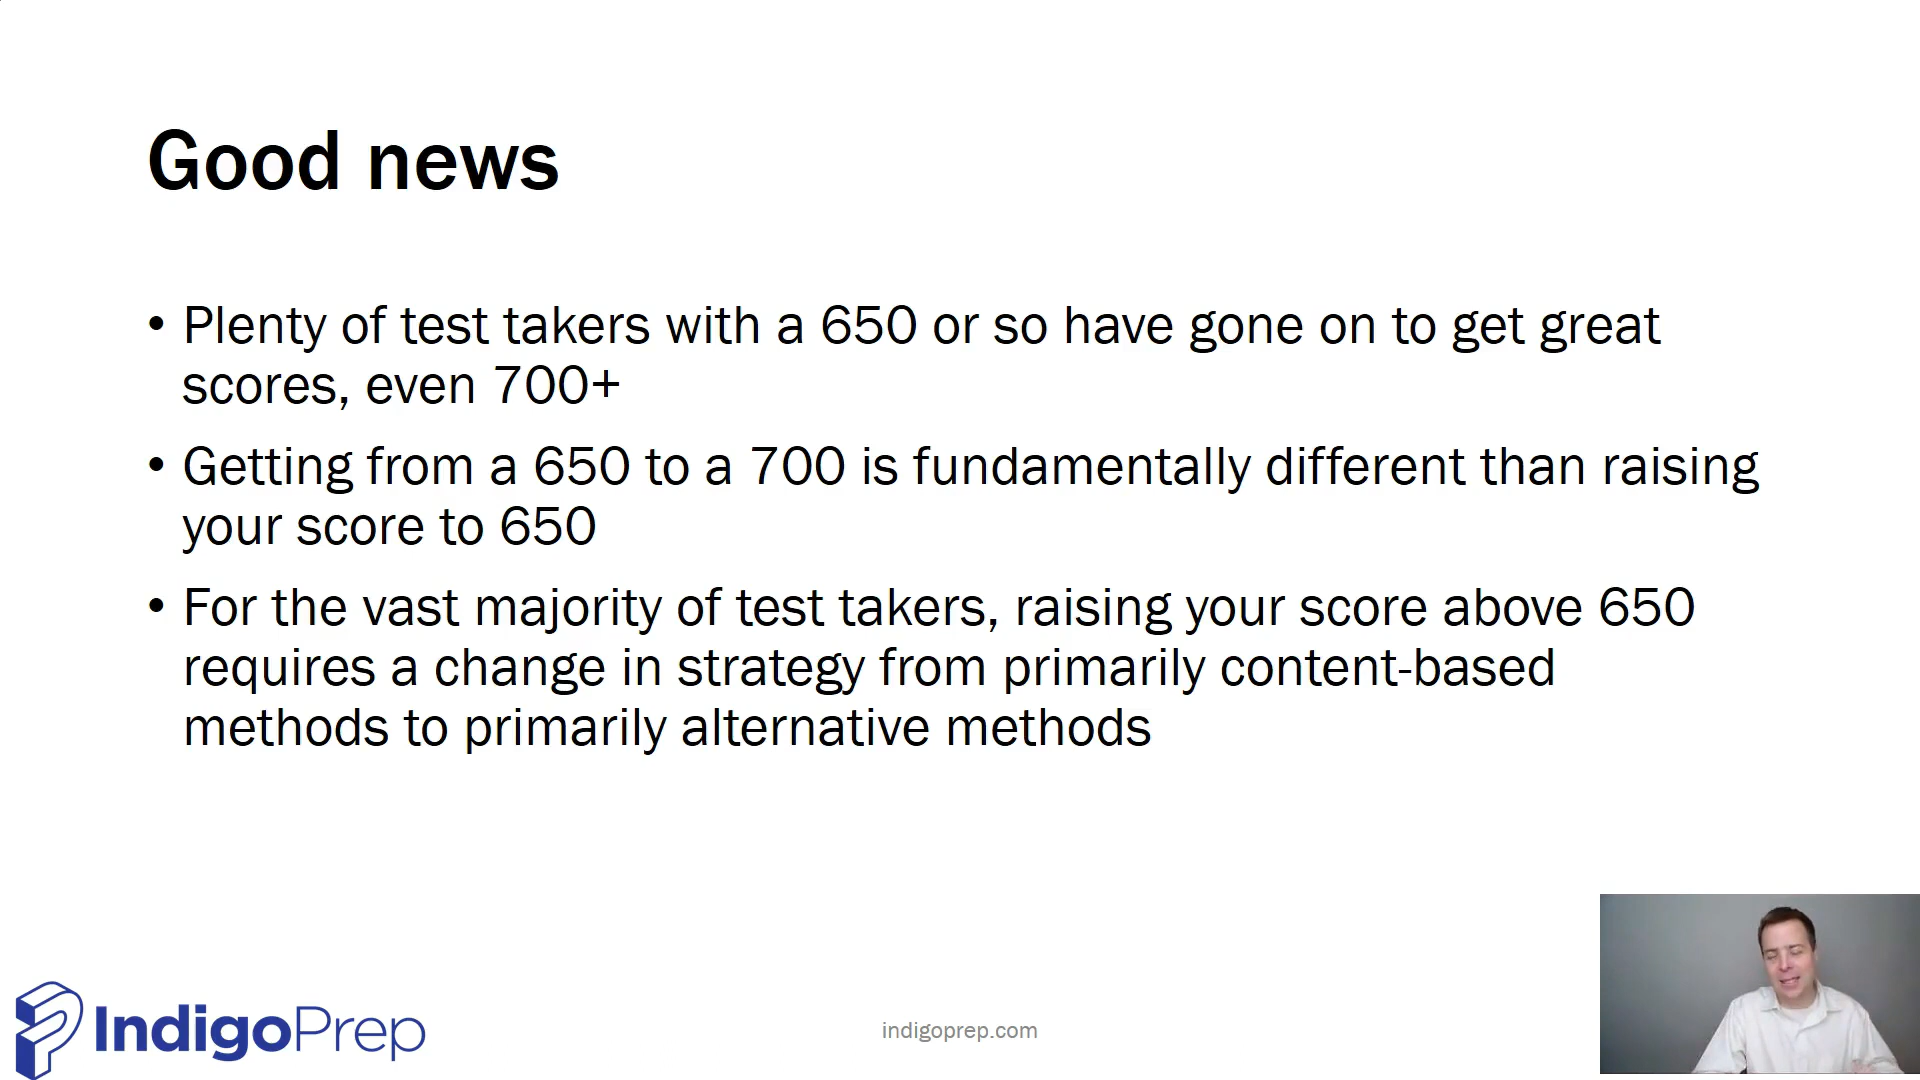 Good news
• Plenty of test takers with a 650 or so have gone on to get great
scores, even 700+
• Getting from a 650 to a 700 is fundamentally different than raising
your score to 650
• For the vast majority of test takers, raising your score above 650
requires a change in strategy from primarily content-based
methods to primarily alternative methods
IndigoPrep
indigoprep.com